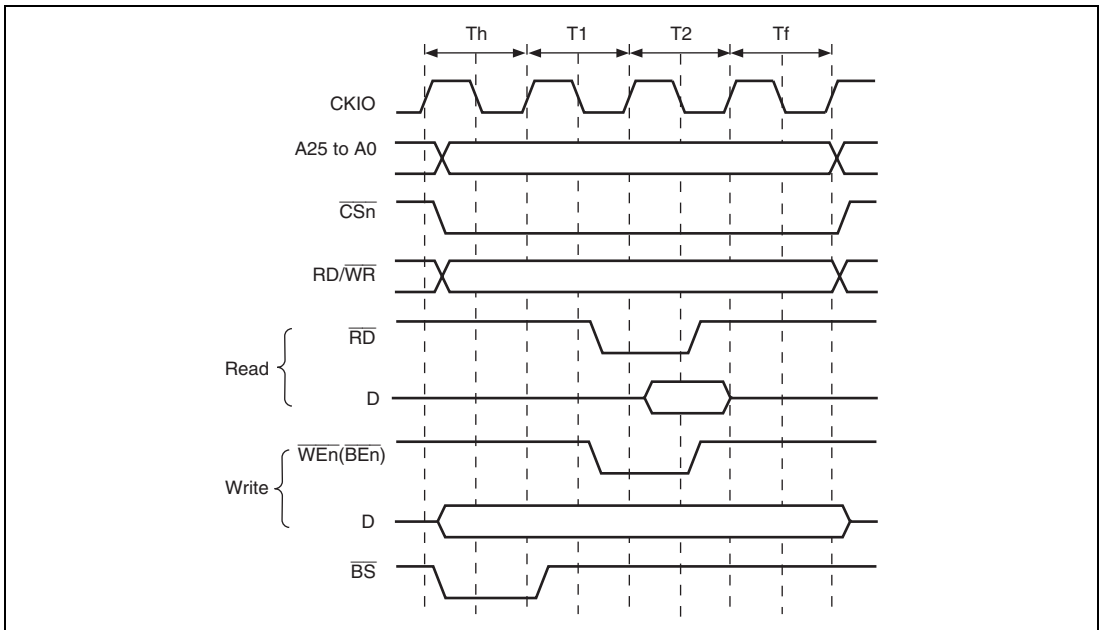 Th T1 T2 Tf
CKIO
A25 to A0
CSn
RD/WR
RD
Read
D
WEn(BEn)
Write
D
BS